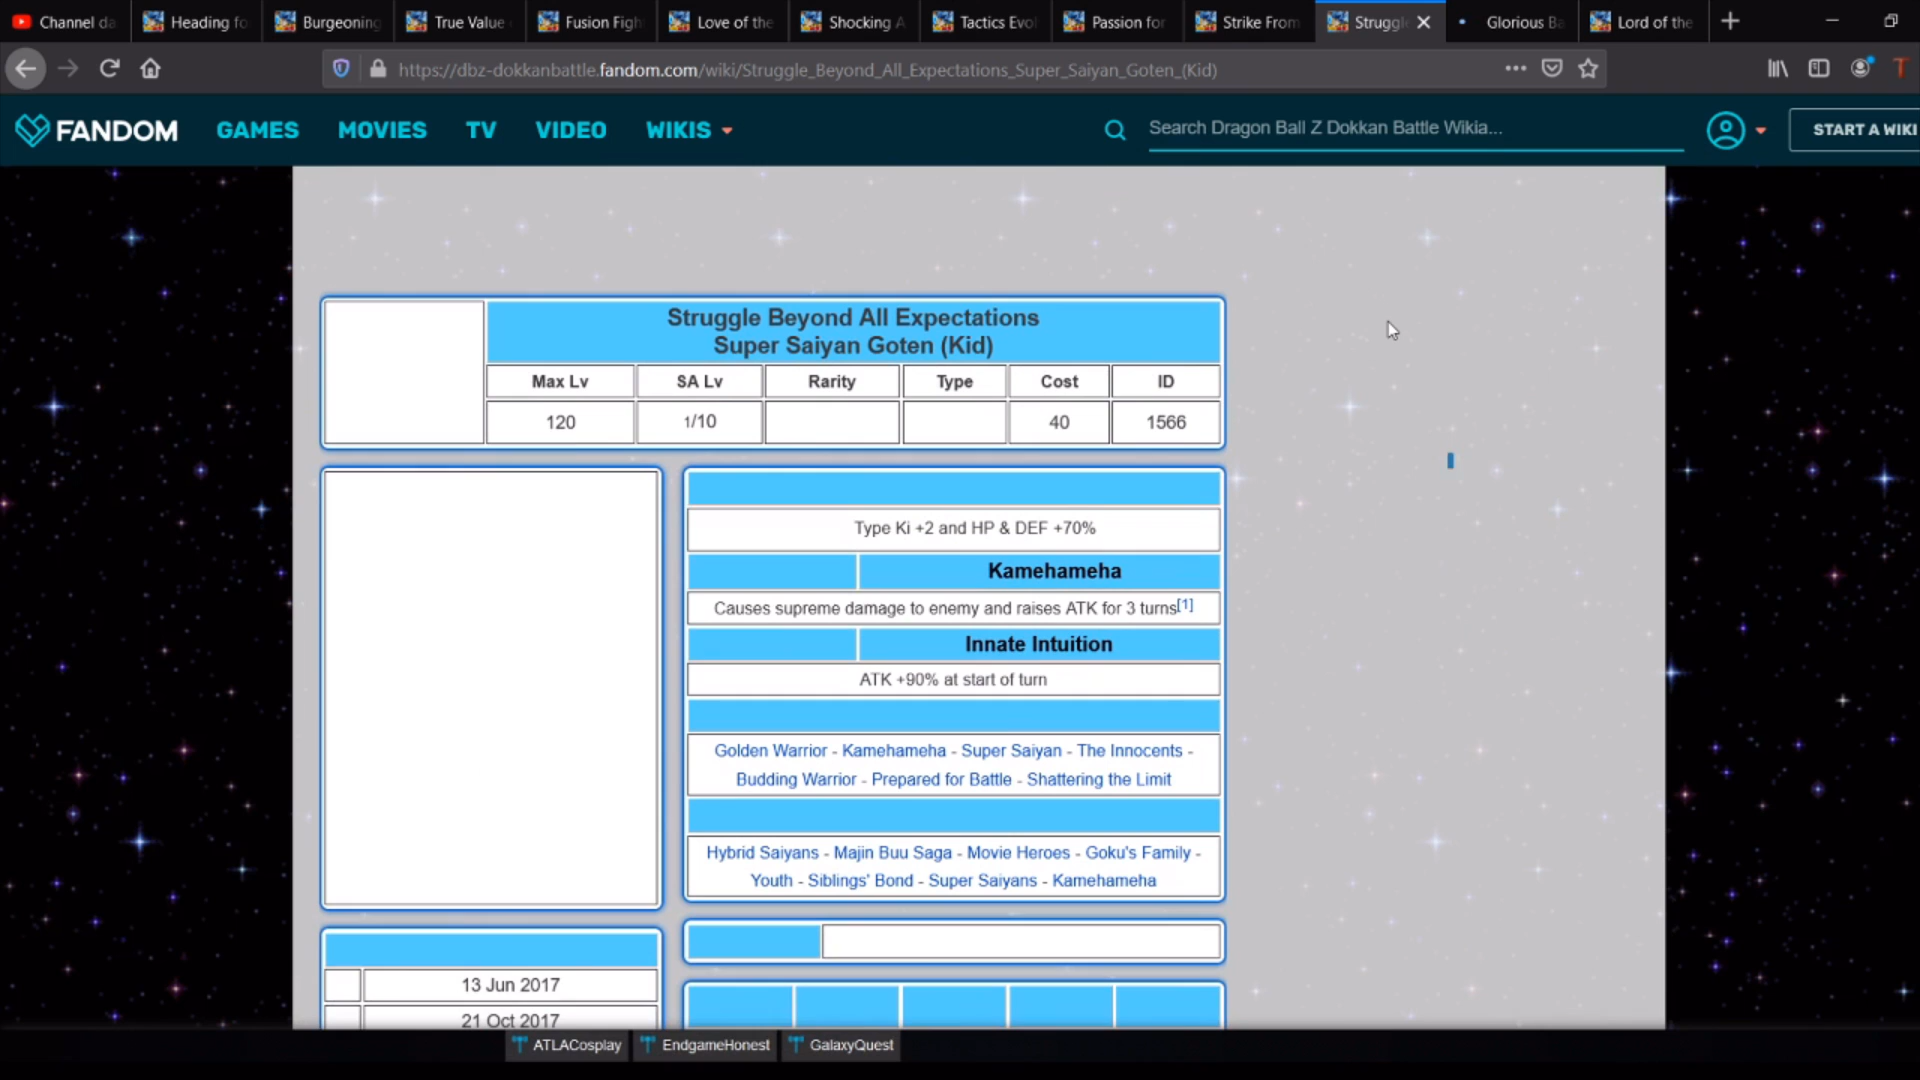 Channel da
Heading fo
Burgeoning
True Value
Fusion Figh
Love of the
Shocking A
Tactics Evol
Passion for
Strike From
Struggle
Glorious Ba
Lord of the
https://dbz-dokkanbattle.fandom.com/wiki/Struggle_Beyond_All_Expectations_Super_Saiyan_Goten_(Kid)
FANDOM
GAMES
MOVIES
TV
VIDEO
WIKIS
Search Dragon Ball Z Dokkan Battle Wikia...
START A WIKI
Struggle Beyond All Expectations
Super Saiyan Goten (Kid)
Max Lv
SA Lv
Rarity
Type
Cost
ID
120
1/10
40
1566
Type Ki +2 and HP & DEF +70%
Kamehameha
Causes supreme damage to enemy and raises ATK for 3 turns[1]
Innate Intuition
ATK +90% at start of turn
Golden Warrior - Kamehameha - Super Saiyan - The Innocents -
Budding Warrior - Prepared for Battle - Shattering the Limit
Hybrid Saiyans - Majin Buu Saga - Movie Heroes - Goku's Family -
Youth - Siblings' Bond - Super Saiyans - Kamehameha
13 Jun 2017
21 Oct 2017
ATLACosplay
EndgameHonest
GalaxyQuest